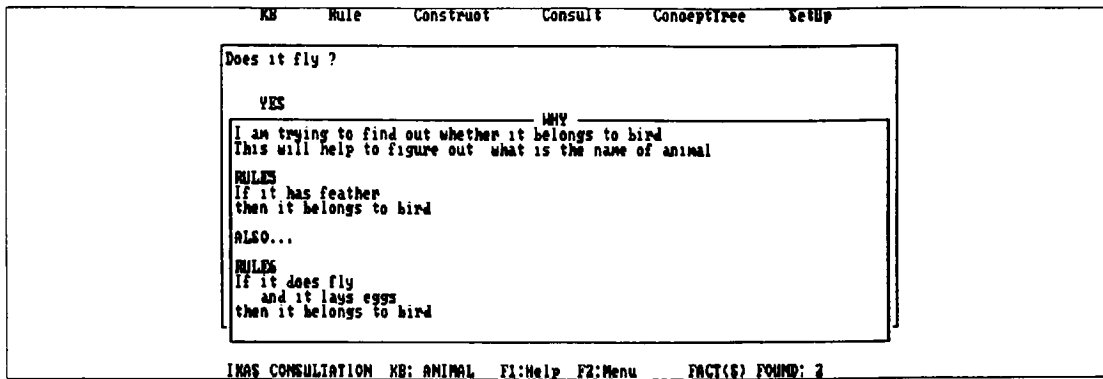 KB Rule Construct Consult ConceptTree SetUp
Does it fly ?
YES
WHY
I am trying to find out whether it belongs to bird
This will help to figure out what is the name of animal
RULE5
If it has feather
then it belongs to bird
ALSO...
RULE6
If it does fly
and it lays eggs
then it belongs to bird
IKAS CONSULTATION KB: ANIMAL F1:Help F2:Menu FACT(S) FOUND: 2